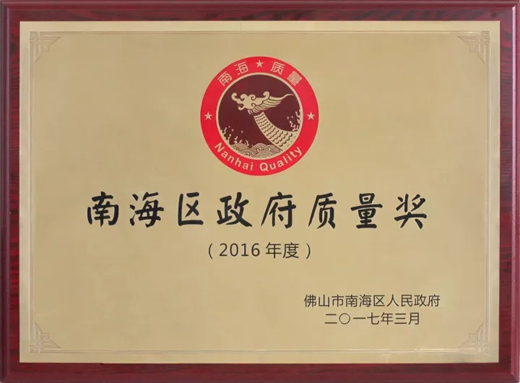 南海★质量
Nanhai Quality
南海区政府质量奖
（2016年度）
佛山市南海区人民政府
二〇一七年三月